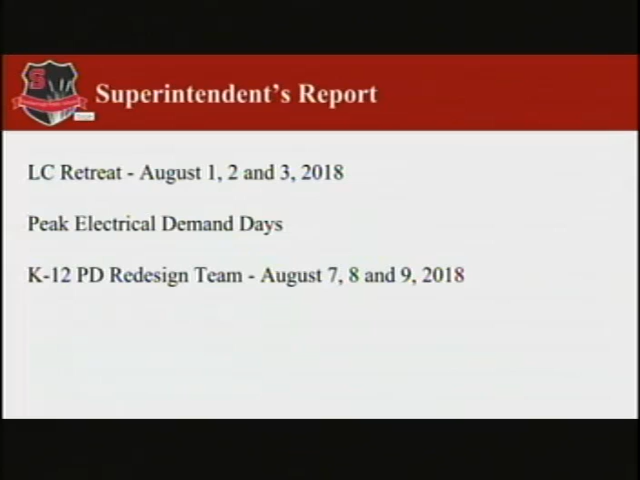 S
Superintendent's Report
LC Retreat - August 1, 2 and 3, 2018
Peak Electrical Demand Days
K-12 PD Redesign Team - August 7, 8 and 9, 2018